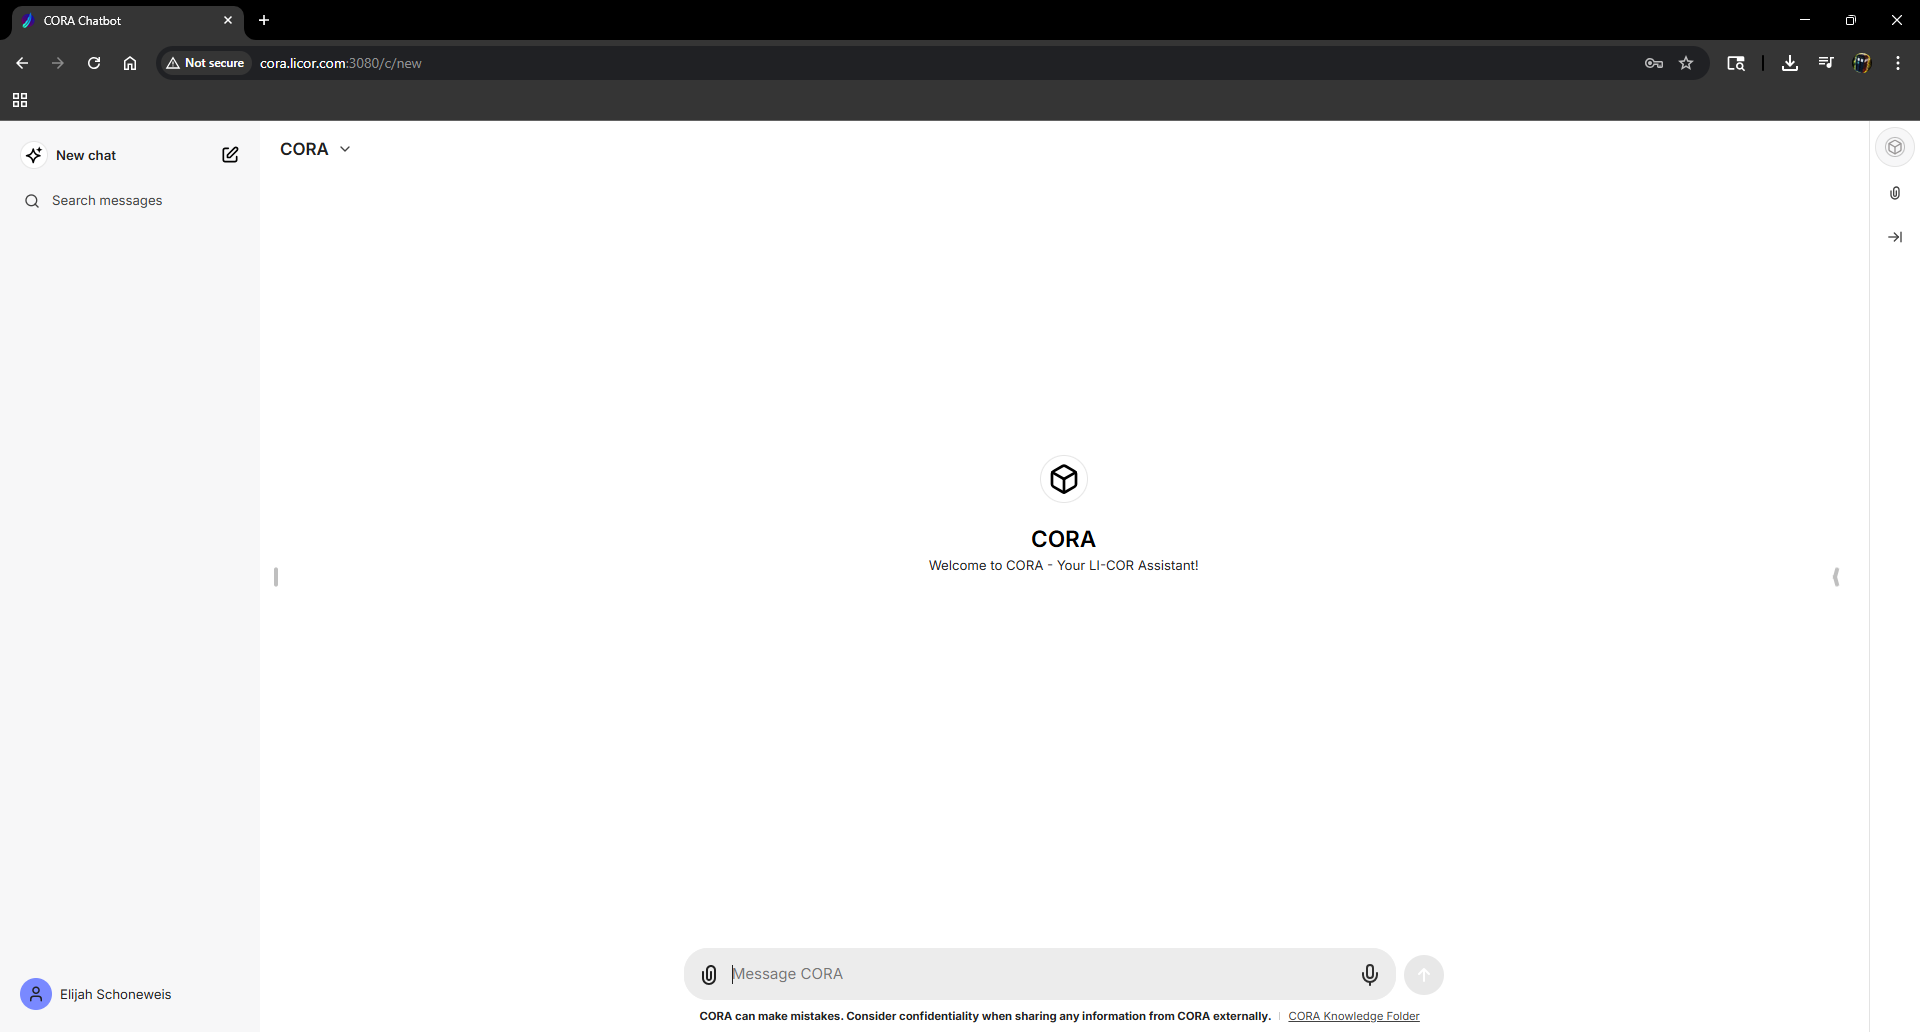 CORA Chatbot
Not secure
cora.licor.com:3080/c/new
New chat
Search messages
CORA
CORA
Welcome to CORA - Your LI-COR Assistant!
Message CORA
Elijah Schoneweis
CORA can make mistakes. Consider confidentiality when sharing any information from CORA externally. CORA Knowledge Folder